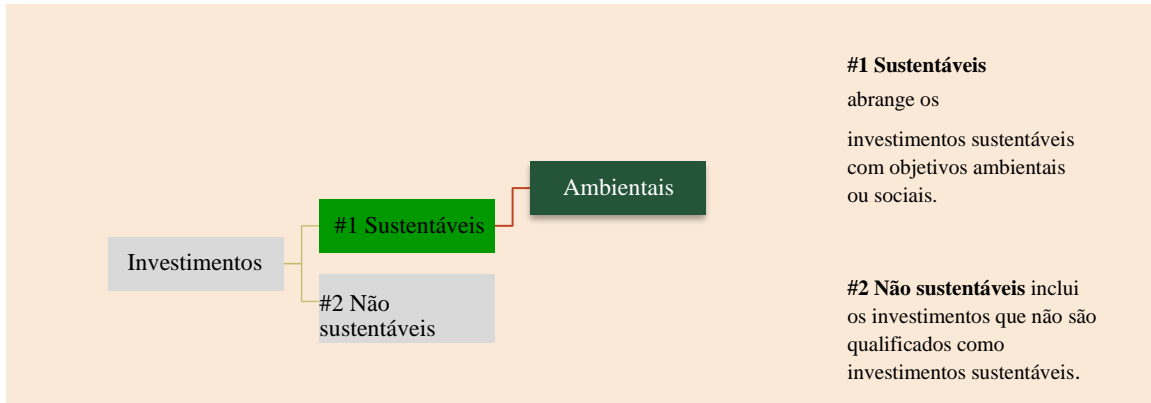 Investimentos
#1 Sustentáveis
#2 Não
sustentáveis
Ambientais
#1 Sustentáveis
abrange os
investimentos sustentáveis
com objetivos ambientais
ou sociais.
#2 Não sustentáveis inclui
os investimentos que não são
qualificados como
investimentos sustentáveis.